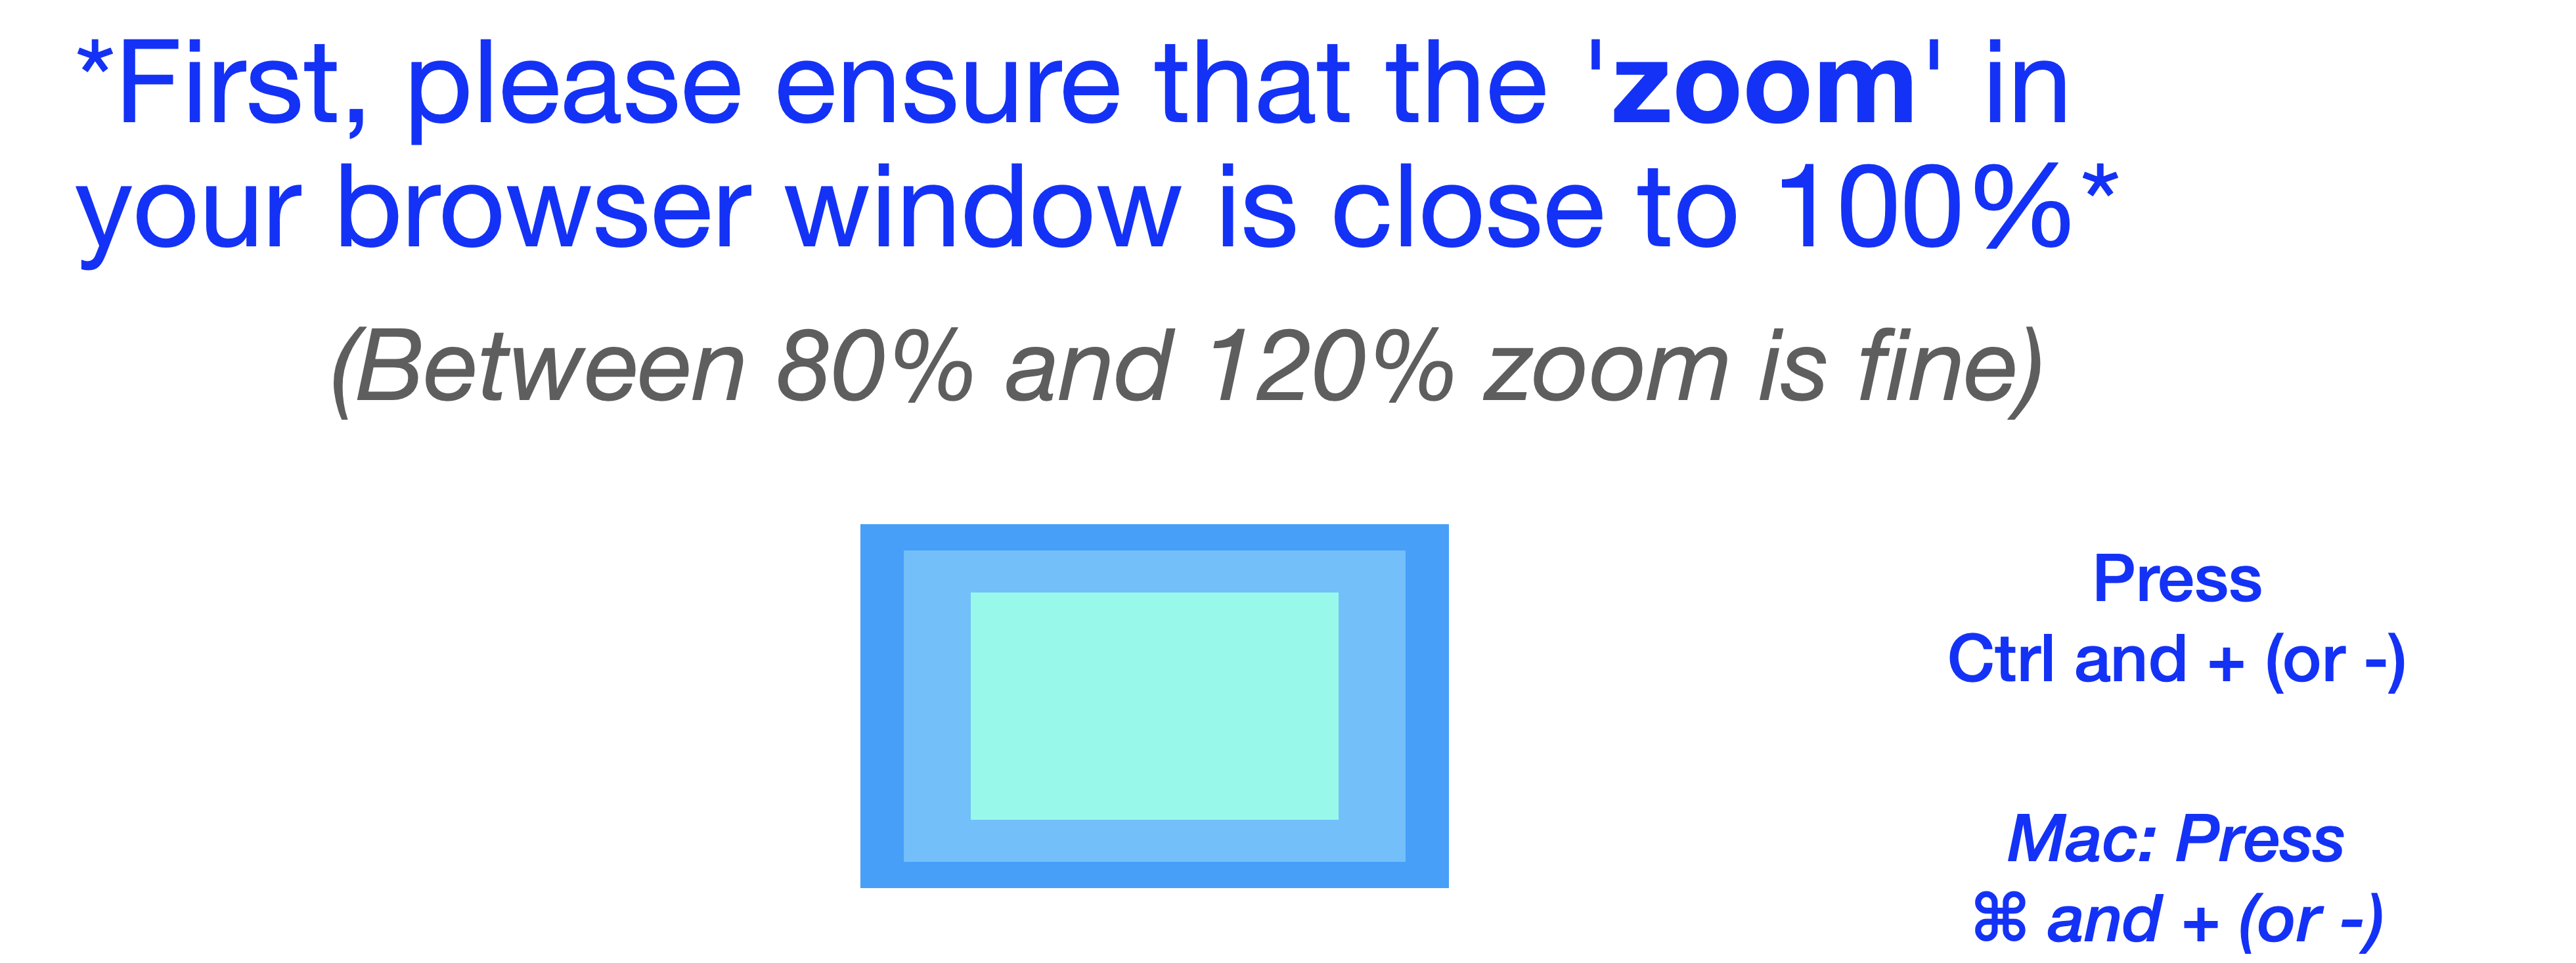 *First, please ensure that the 'zoom' in
your browser window is close to 100%*
(Between 80% and 120% zoom is fine)
Press
Ctrl and + (or -)
Mac: Press
⌘ and + (or -)